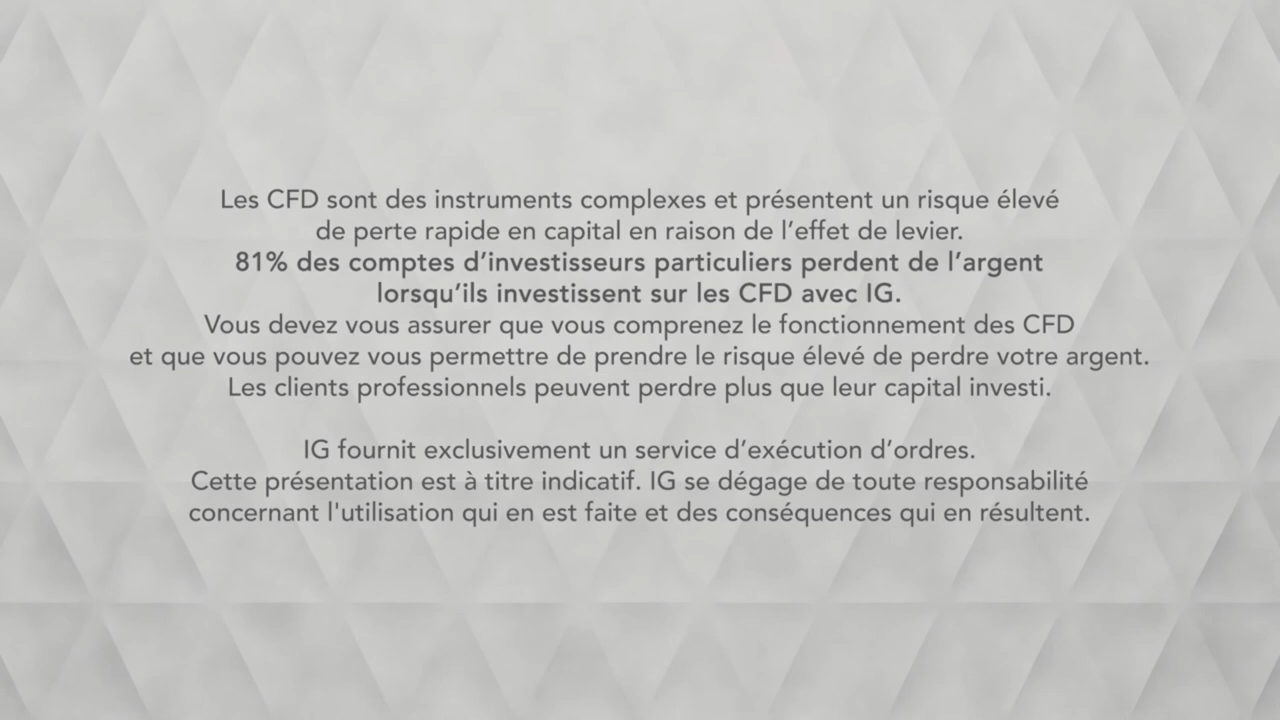 Les CFD sont des instruments complexes et présentent un risque élevé
de perte rapide en capital en raison de l’effet de levier.
81% des comptes d’investisseurs particuliers perdent de l’argent
lorsqu’ils investissent sur les CFD avec IG.
Vous devez vous assurer que vous comprenez le fonctionnement des CFD
et que vous pouvez vous permettre de prendre le risque élevé de perdre votre argent.
Les clients professionnels peuvent perdre plus que leur capital investi.
IG fournit exclusivement un service d’exécution d’ordres.
Cette présentation est à titre indicatif. IG se dégage de toute responsabilité
concernant l'utilisation qui en est faite et des conséquences qui en résultent.